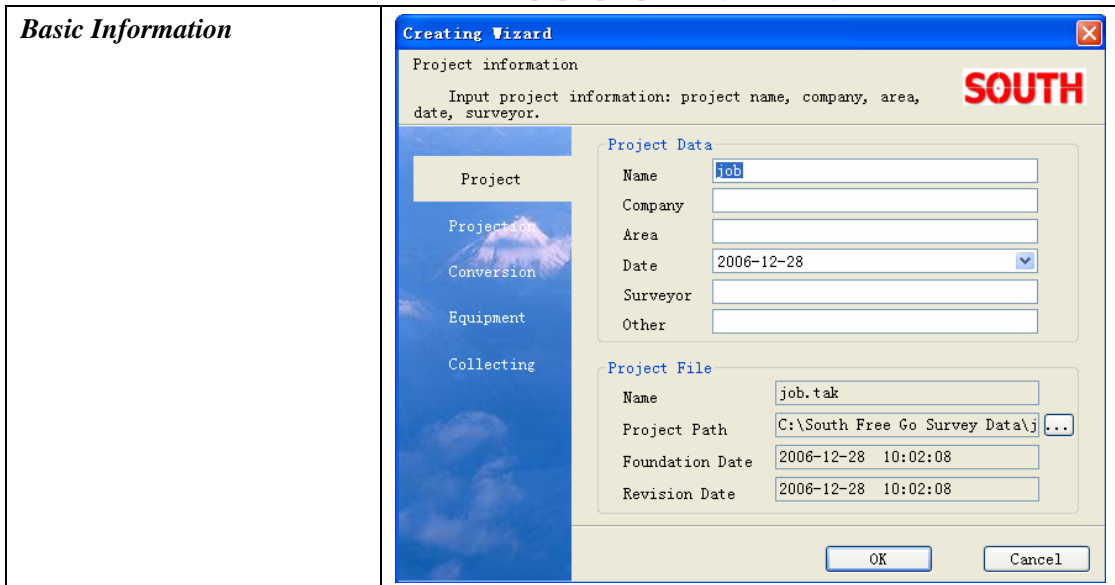 Basic Information
Creating Wizard
Project information
Input project information: project name, company, area,
date, surveyor.
SOUTH
Project
Projection
Conversion
Equipment
Collecting
Project Data
Name job
Company
Area
Date 2006-12-28
Surveyor
Other
Project File
Name job.tak
Project Path C:\South Free Go Survey Data\j ...
Foundation Date 2006-12-28 10:02:08
Revision Date 2006-12-28 10:02:08
OK Cancel